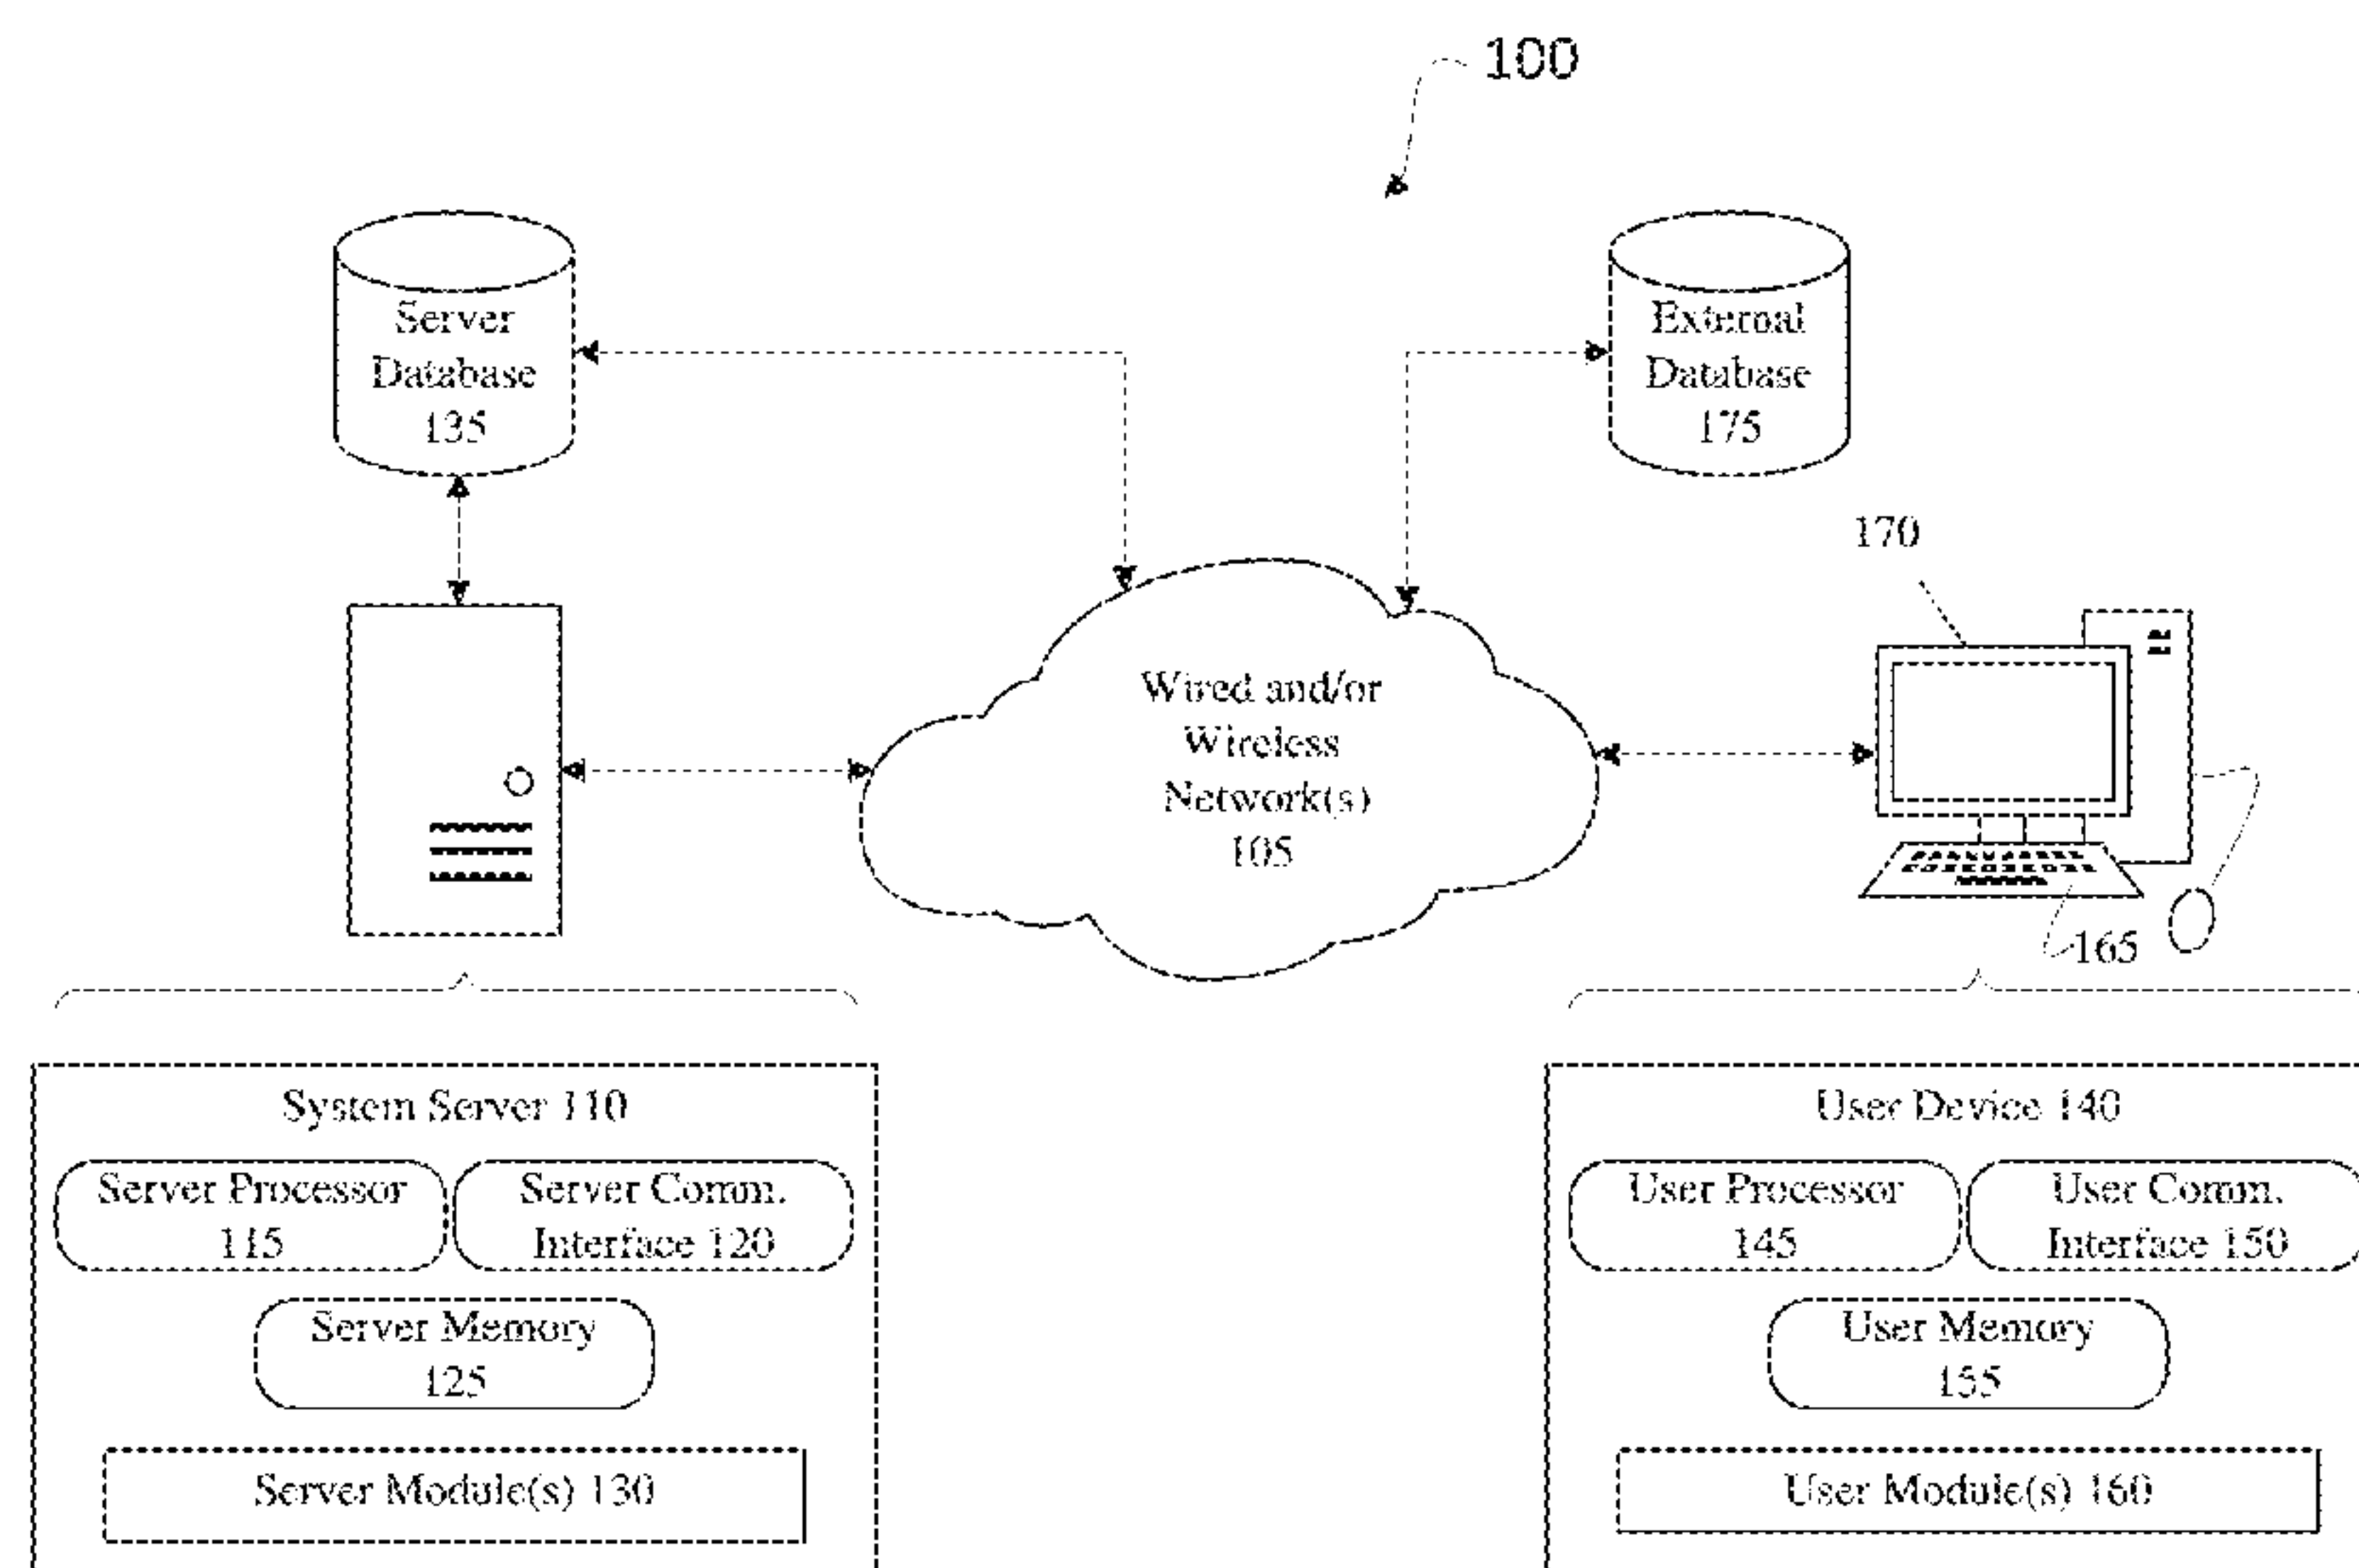 100
Server
Database
135
External
Database
175
170
Wired and/or
Wireless
Network(s)
105
165
System Server 110
Server Processor
115
Server Comm.
Interface 120
Server Memory
125
Server Module(s) 130
User Device 140
User Processor
145
User Comm.
Interface 150
User Memory
155
User Module(s) 160